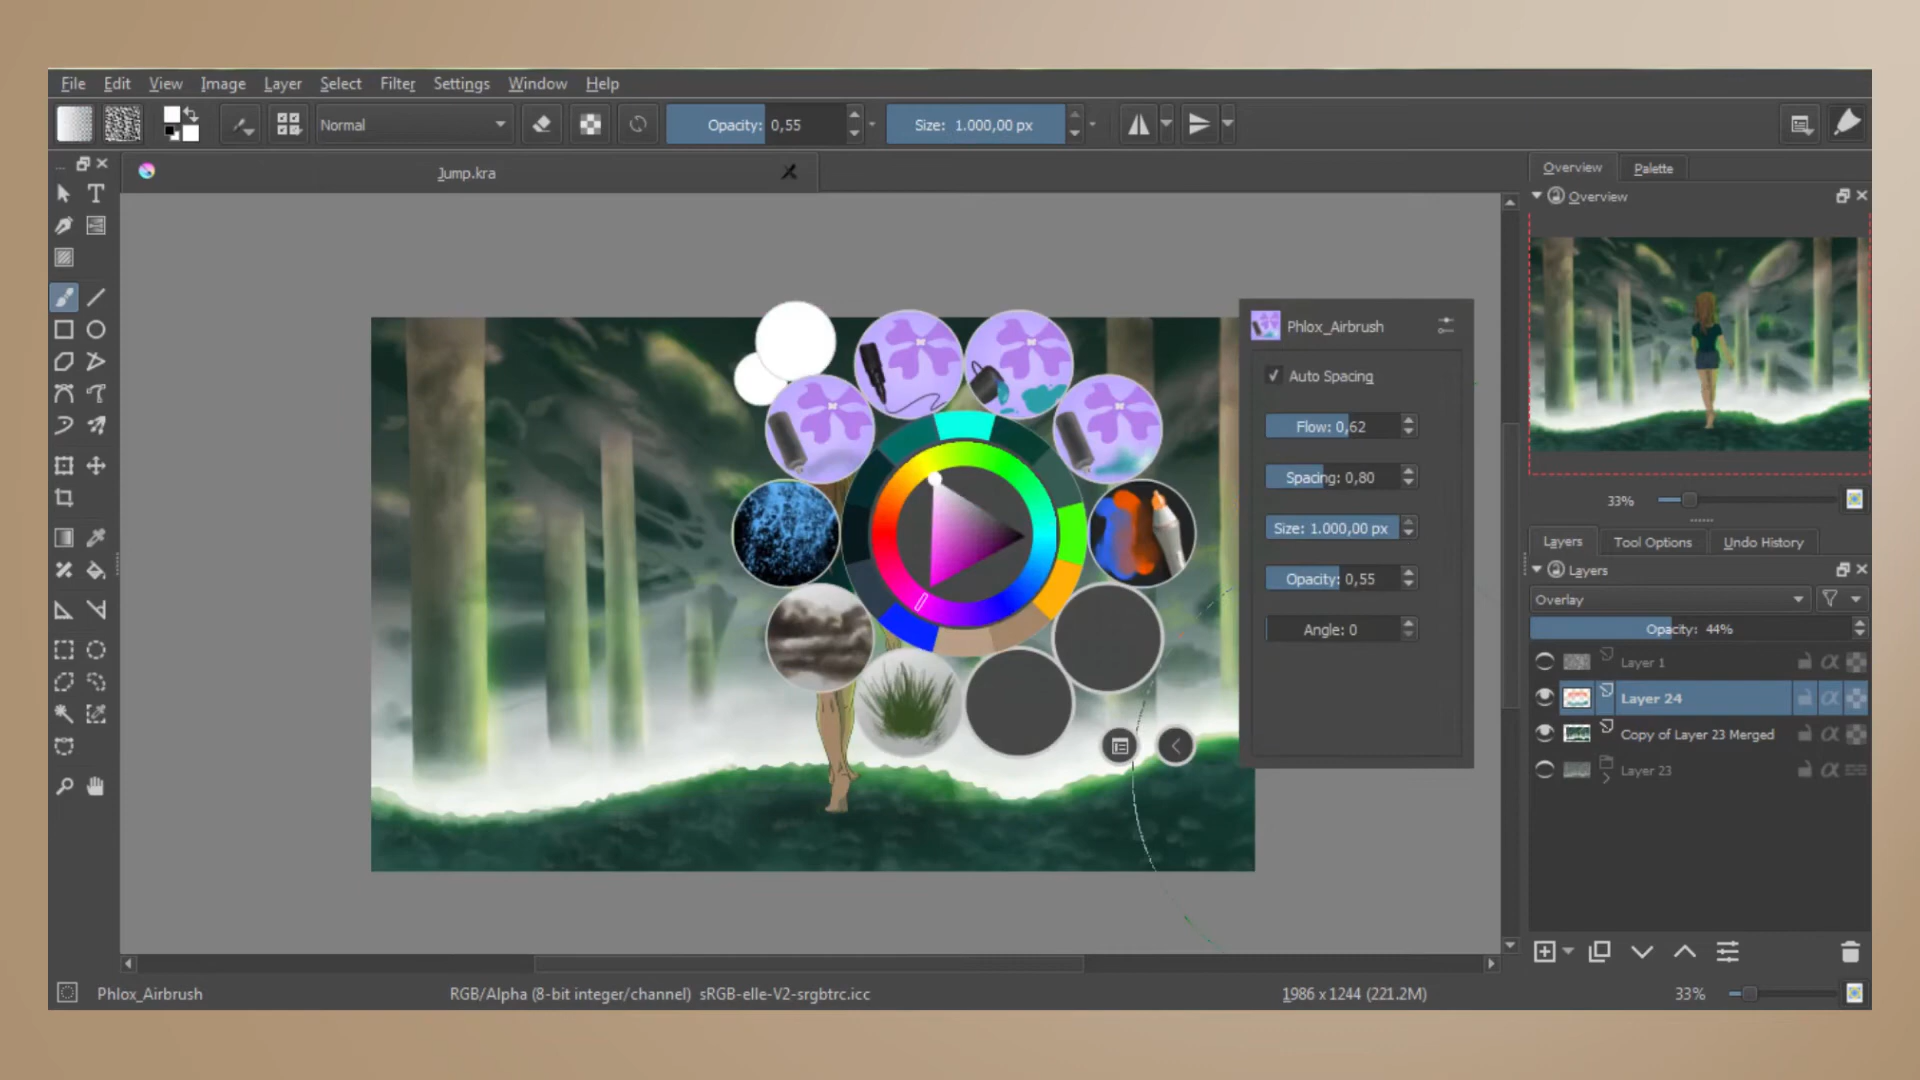 File Edit View Image Layer Select Filter Settings Window Help
Normal Opacity: 0,55 Size: 1.000,00 px
Jump.kra
Overview Palette
Overview
Phlox_Airbrush
Auto Spacing
Flow: 0,62
Spacing: 0,80
Size: 1.000,00 px
Opacity: 0,55
Angle: 0
33%
Layers Tool Options Undo History
Layers
Overlay
Opacity: 44%
Layer 1
Layer 24
Copy of Layer 23 Merged
Layer 23
Phlox_Airbrush RGB/Alpha (8-bit integer/channel) sRGB-elle-V2-srgbtrc.icc 1986 x 1244 (221.2M) 33%